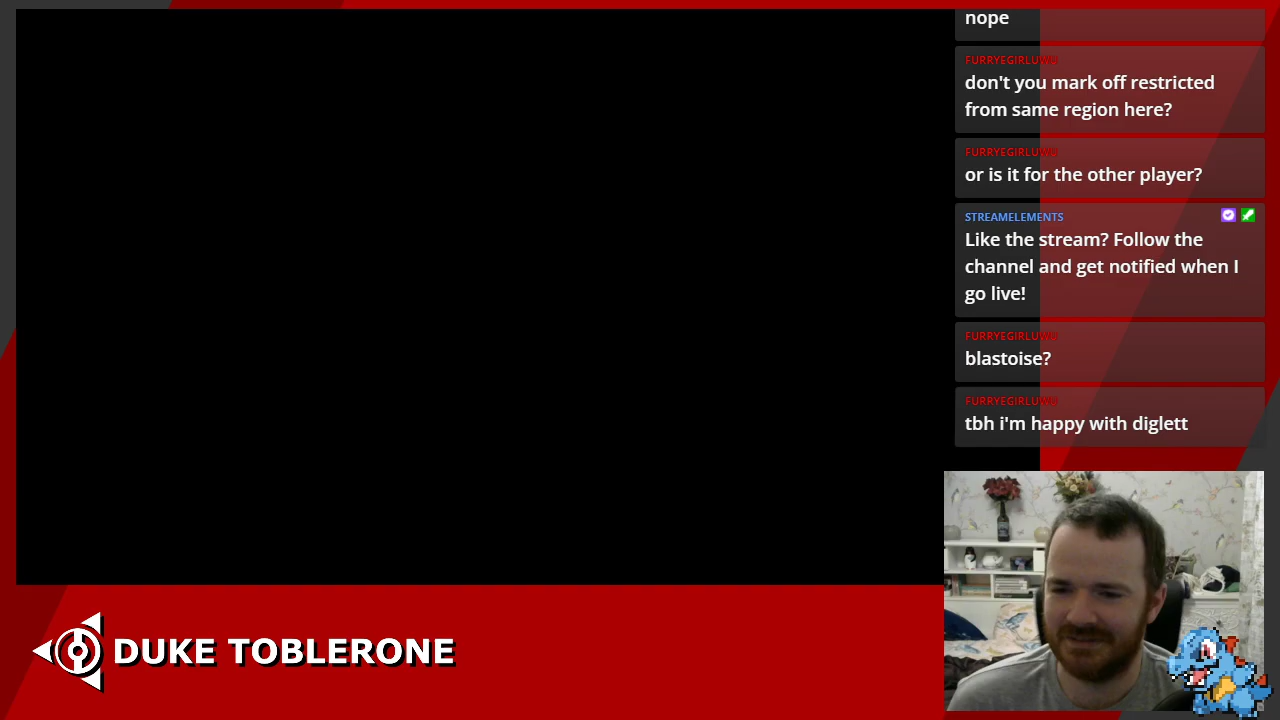 nope
FURRYEGIRLUWU
don't you mark off restricted
from same region here?
FURRYEGIRLUWU
or is it for the other player?
STREAMELEMENTS
Like the stream? Follow the
channel and get notified when I
go live!
FURRYEGIRLUWU
blastoise?
FURRYEGIRLUWU
tbh i'm happy with diglett
DUKE TOBLERONE